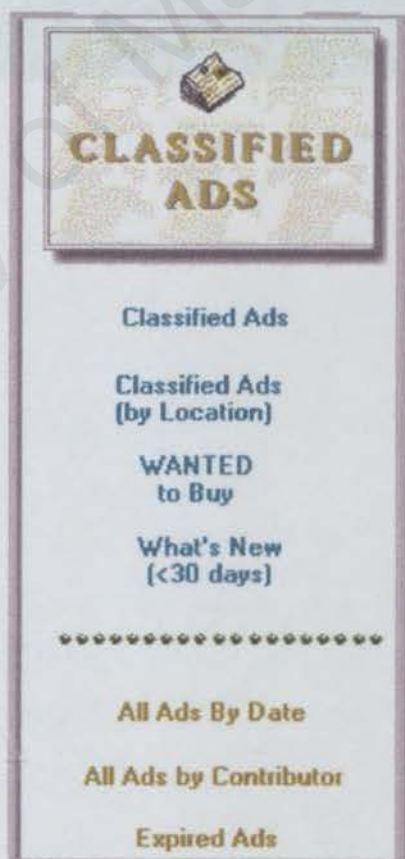 CLASSIFIED
ADS
Classified Ads
Classified Ads
(by Location)
WANTED
to Buy
What's New
(<30 days)
All Ads By Date
All Ads by Contributor
Expired Ads